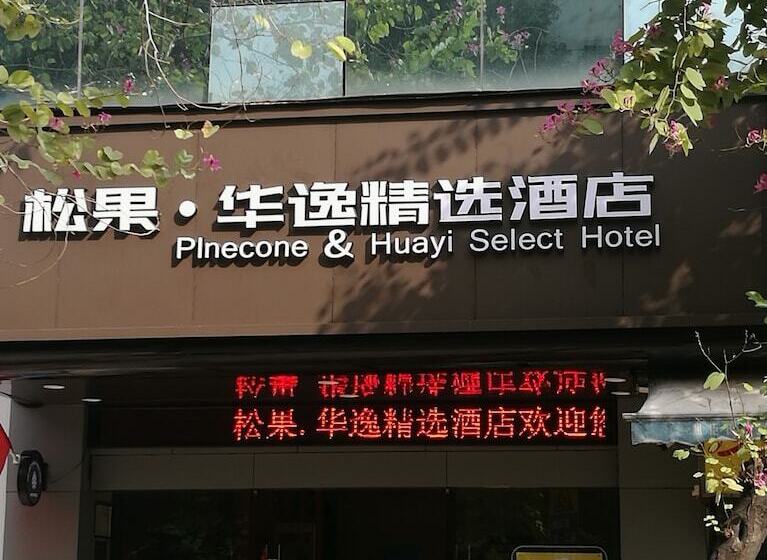 松果·华逸精选酒店
PInecone & Huayi Select Hotel
松果.华逸精选酒店欢迎您